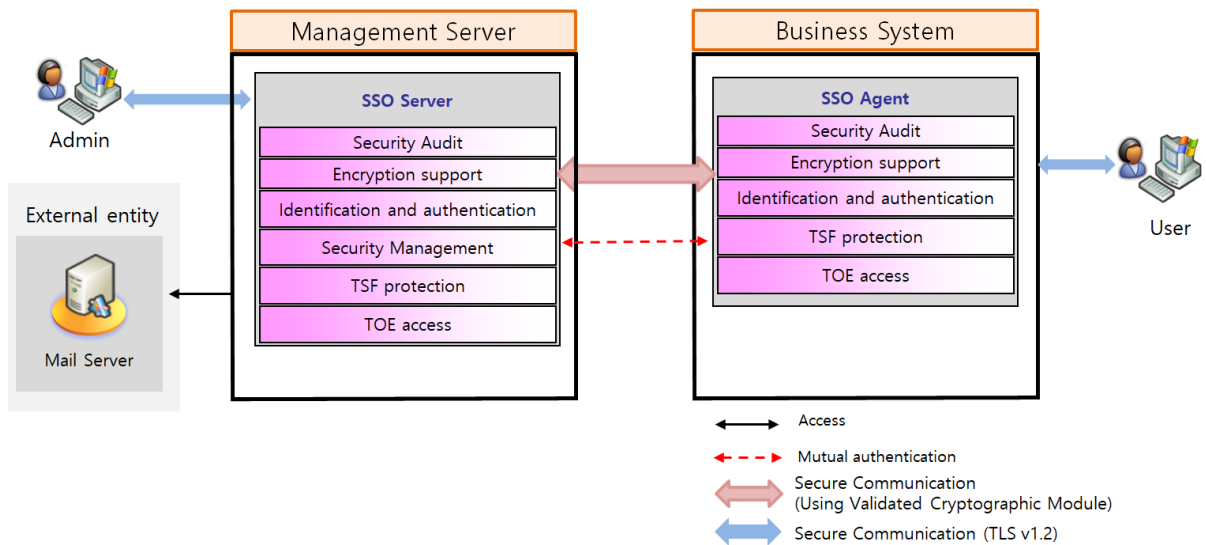 Management Server
Business System
Admin
SSO Server
Security Audit
Encryption support
Identification and authentication
Security Management
TSF protection
TOE access
SSO Agent
Security Audit
Encryption support
Identification and authentication
TSF protection
TOE access
User
External entity
Mail Server
Access
Mutual authentication
Secure Communication
(Using Validated Cryptographic Module)
Secure Communication (TLS v1.2)